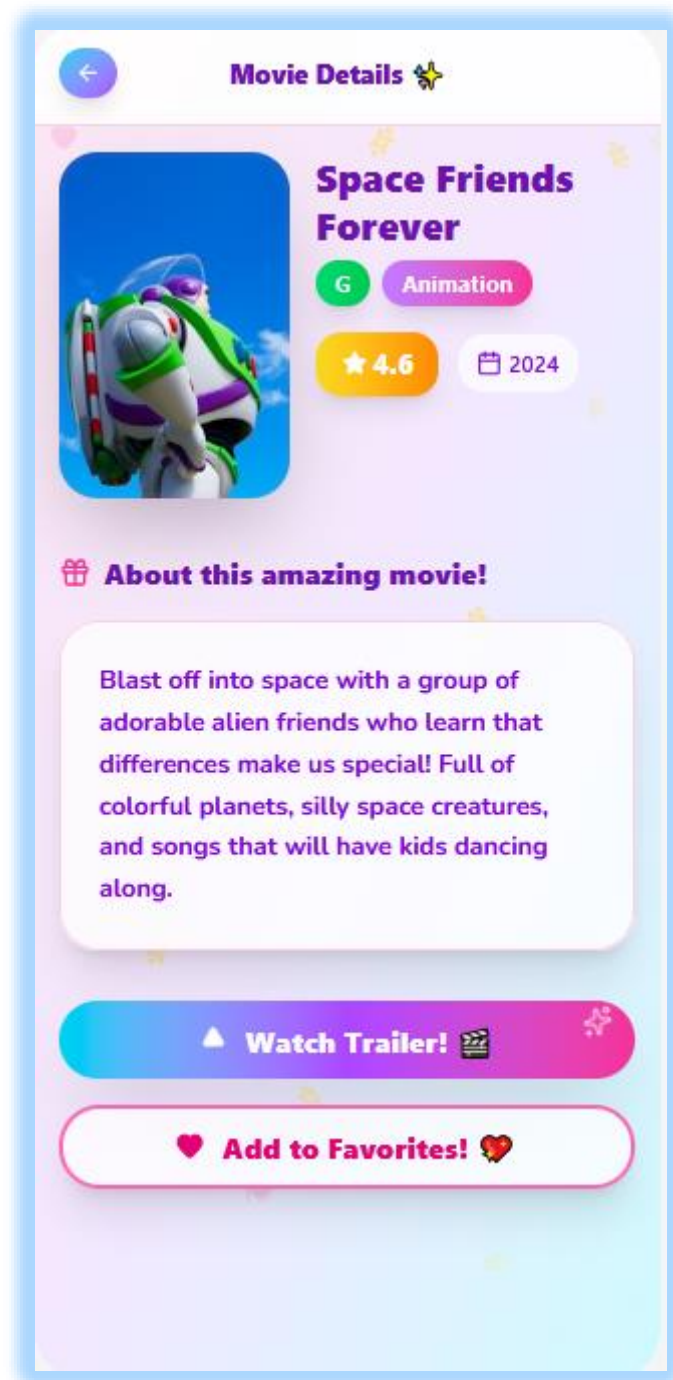 Movie Details ✨
Space Friends
Forever
G
Animation
4.6
2024
About this amazing movie!
Blast off into space with a group of
adorable alien friends who learn that
differences make us special! Full of
colorful planets, silly space creatures,
and songs that will have kids dancing
along.
Watch Trailer! 🎬
Add to Favorites! 💖